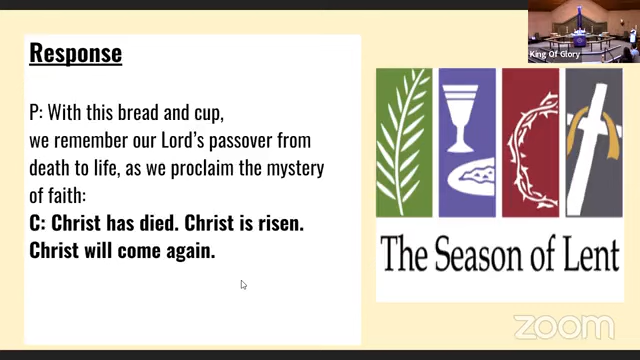 Response
P: With this bread and cup,
we remember our Lord's passover from
death to life, as we proclaim the mystery
of faith:
C: Christ has died. Christ is risen.
Christ will come again.
King Of Glory
The Season of Lent
zoom